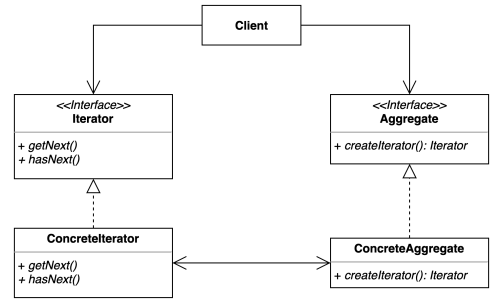 Client
<<Interface>>
Iterator
+ getNext()
+ hasNext()
<<Interface>>
Aggregate
+ createIterator(): Iterator
ConcreteIterator
+ getNext()
+ hasNext()
ConcreteAggregate
+ createIterator(): Iterator